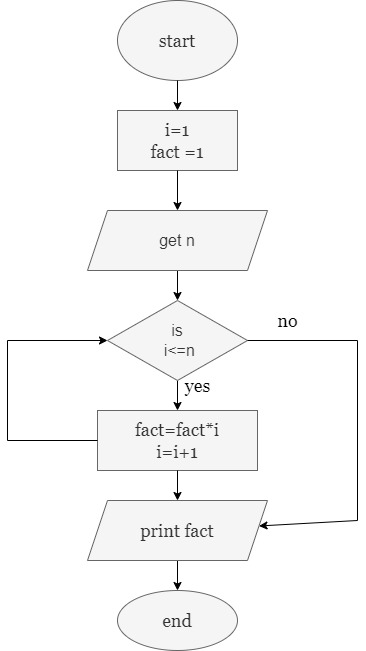 start
i=1
fact =1
get n
is
i<=n
no
yes
fact=fact*i
i=i+1
print fact
end